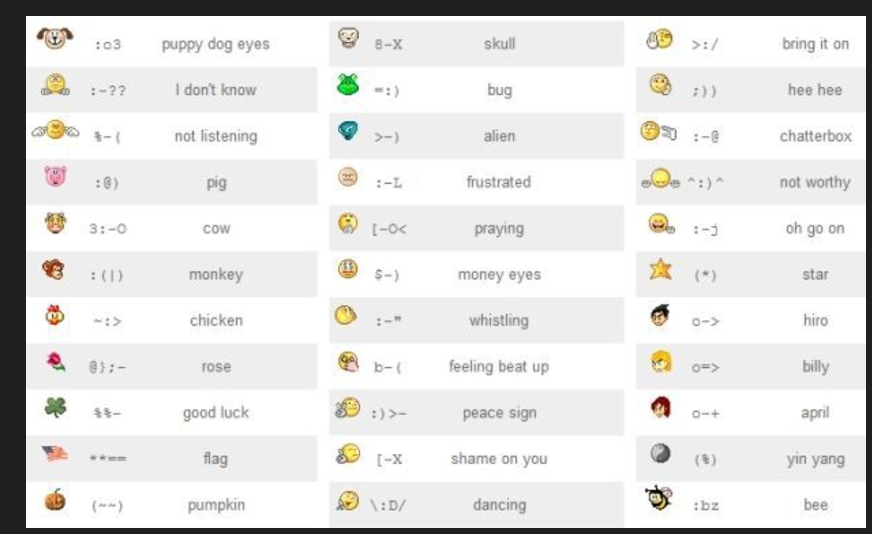 :o3 puppy dog eyes 8-X skull >:/ bring it on
:-?? I don't know =:) bug ;)) hee hee
%-( not listening >-) alien :-@ chatterbox
:@) pig :-L frustrated ^:)^ not worthy
3:-O cow [-O< praying :-j oh go on
:(|) monkey $-) money eyes (*) star
~:> chicken :-" whistling o-> hiro
@};- rose b-( feeling beat up o=> billy
%%- good luck :)>- peace sign o-+ april
**== flag [-X shame on you (%) yin yang
(~~) pumpkin \:D/ dancing :bz bee